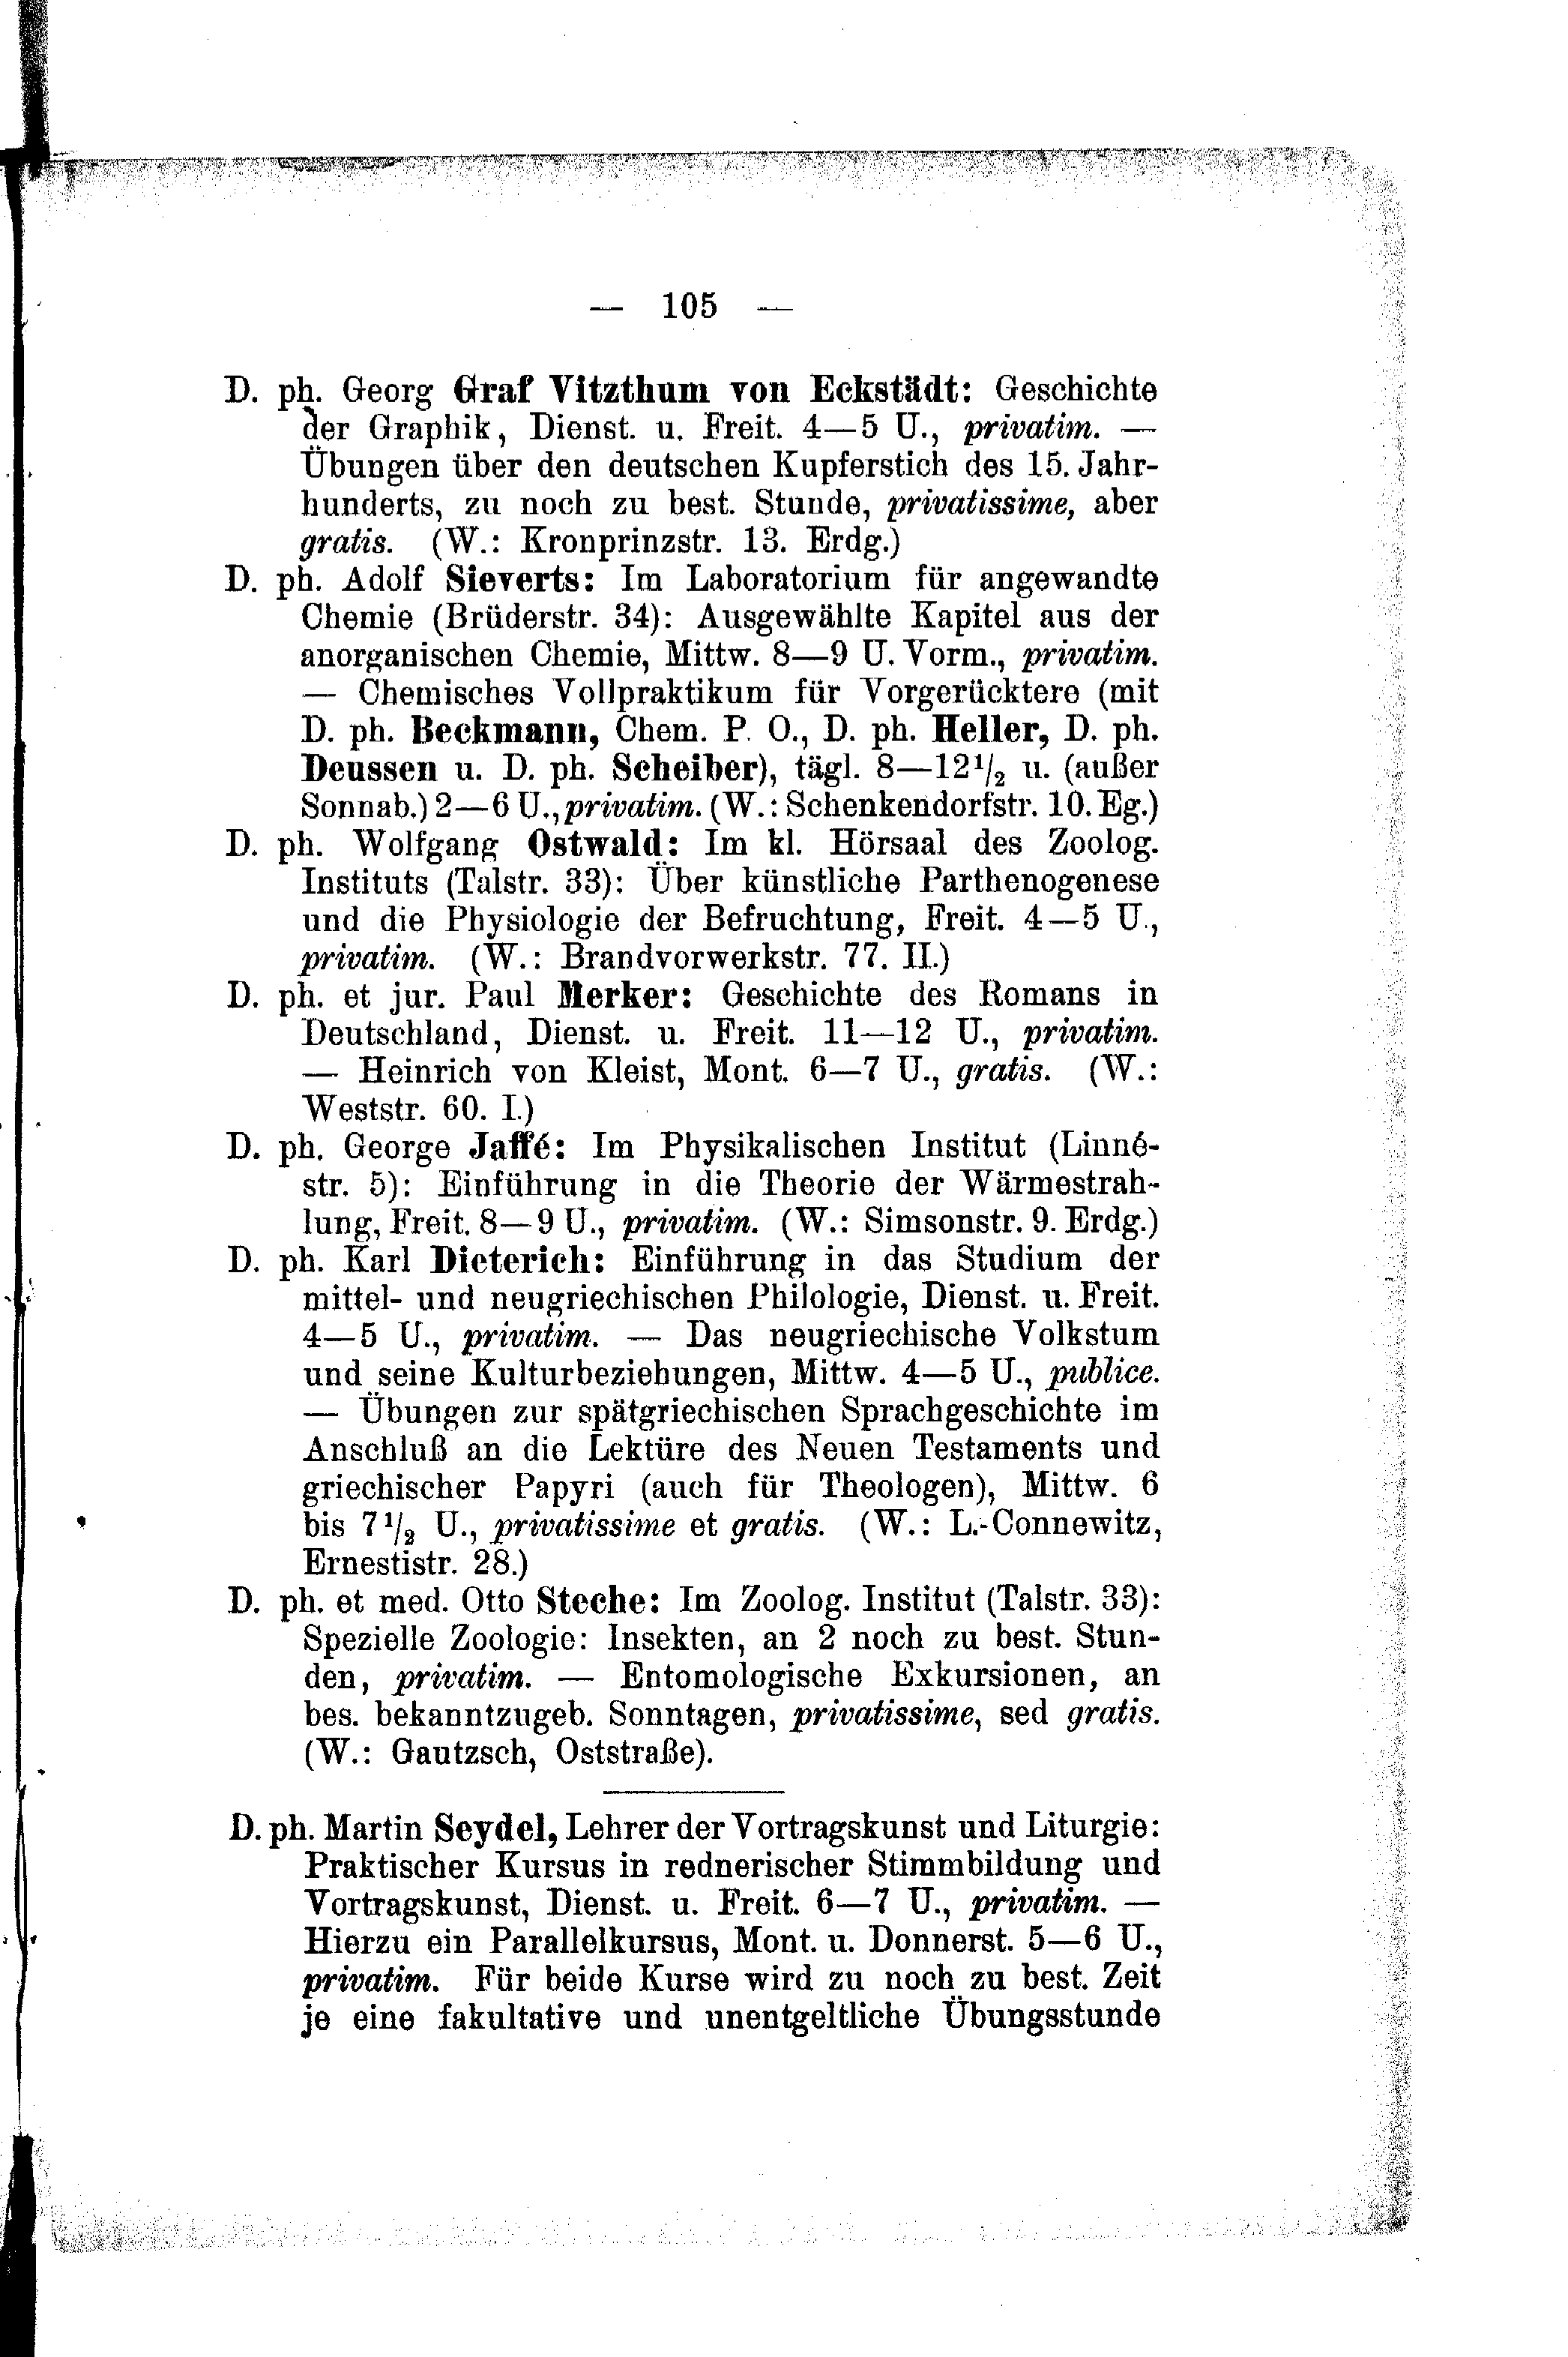 — 105 —
D. ph. Georg Graf Vitzthum von Eckstädt: Geschichte
der Graphik, Dienst. u. Freit. 4—5 U., privatim. —
Übungen über den deutschen Kupferstich des 15. Jahr-
hunderts, zu noch zu best. Stunde, privatissime, aber
gratis. (W.: Kronprinzstr. 13. Erdg.)
D. ph. Adolf Sieverts: Im Laboratorium für angewandte
Chemie (Brüderstr. 34): Ausgewählte Kapitel aus der
anorganischen Chemie, Mittw. 8—9 U. Vorm., privatim.
— Chemisches Vollpraktikum für Vorgerücktere (mit
D. ph. Beckmann, Chem. P. O., D. ph. Heller, D. ph.
Deussen u. D. ph. Scheiber), tägl. 8—12 1/2 u. (außer
Sonnab.) 2—6 U., privatim. (W.: Schenkendorfstr. 10. Eg.)
D. ph. Wolfgang Ostwald: Im kl. Hörsaal des Zoolog.
Instituts (Talstr. 33): Über künstliche Parthenogenese
und die Physiologie der Befruchtung, Freit. 4—5 U.,
privatim. (W.: Brandvorwerkstr. 77. II.)
D. ph. et jur. Paul Merker: Geschichte des Romans in
Deutschland, Dienst. u. Freit. 11—12 U., privatim.
— Heinrich von Kleist, Mont. 6—7 U., gratis. (W.:
Weststr. 60. I.)
D. ph. George Jaffé: Im Physikalischen Institut (Linné-
str. 5): Einführung in die Theorie der Wärmestrah-
lung, Freit. 8—9 U., privatim. (W.: Simsonstr. 9. Erdg.)
D. ph. Karl Dieterich: Einführung in das Studium der
mittel- und neugriechischen Philologie, Dienst. u. Freit.
4—5 U., privatim. — Das neugriechische Volkstum
und seine Kulturbeziehungen, Mittw. 4—5 U., publice.
— Übungen zur spätgriechischen Sprachgeschichte im
Anschluß an die Lektüre des Neuen Testaments und
griechischer Papyri (auch für Theologen), Mittw. 6
bis 7 1/2 U., privatissime et gratis. (W.: L.-Connewitz,
Ernestistr. 28.)
D. ph. et med. Otto Steche: Im Zoolog. Institut (Talstr. 33):
Spezielle Zoologie: Insekten, an 2 noch zu best. Stun-
den, privatim. — Entomologische Exkursionen, an
bes. bekanntzugeb. Sonntagen, privatissime, sed gratis.
(W.: Gautzsch, Oststraße).
D. ph. Martin Seydel, Lehrer der Vortragskunst und Liturgie:
Praktischer Kursus in rednerischer Stimmbildung und
Vortragskunst, Dienst. u. Freit. 6—7 U., privatim. —
Hierzu ein Parallelkursus, Mont. u. Donnerst. 5—6 U.,
privatim. Für beide Kurse wird zu noch zu best. Zeit
je eine fakultative und unentgeltliche Übungsstunde